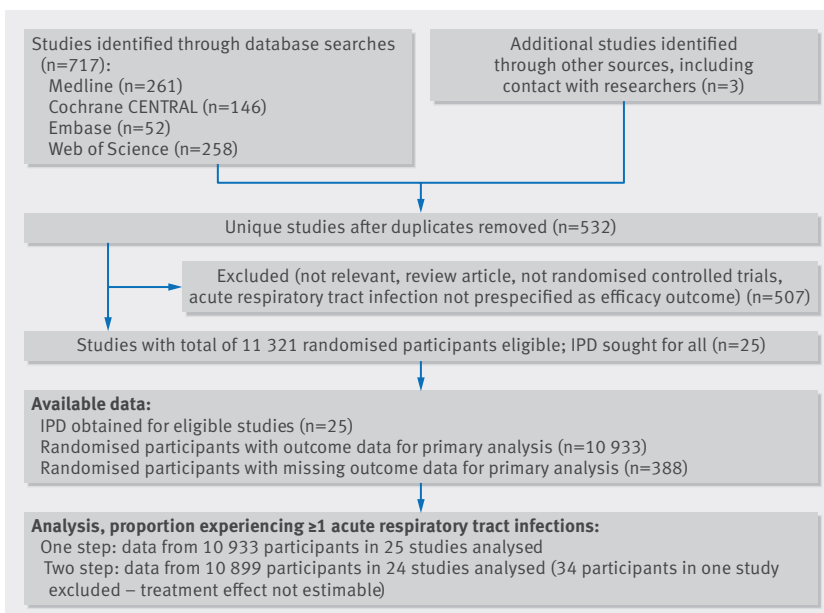 Studies identified through database searches
(n=717):
Medline (n=261)
Cochrane CENTRAL (n=146)
Embase (n=52)
Web of Science (n=258)
Additional studies identified
through other sources, including
contact with researchers (n=3)
Unique studies after duplicates removed (n=532)
Excluded (not relevant, review article, not randomised controlled trials,
acute respiratory tract infection not prespecified as efficacy outcome) (n=507)
Studies with total of 11 321 randomised participants eligible; IPD sought for all (n=25)
Available data:
IPD obtained for eligible studies (n=25)
Randomised participants with outcome data for primary analysis (n=10 933)
Randomised participants with missing outcome data for primary analysis (n=388)
Analysis, proportion experiencing ≥1 acute respiratory tract infections:
One step: data from 10 933 participants in 25 studies analysed
Two step: data from 10 899 participants in 24 studies analysed (34 participants in one study
excluded – treatment effect not estimable)